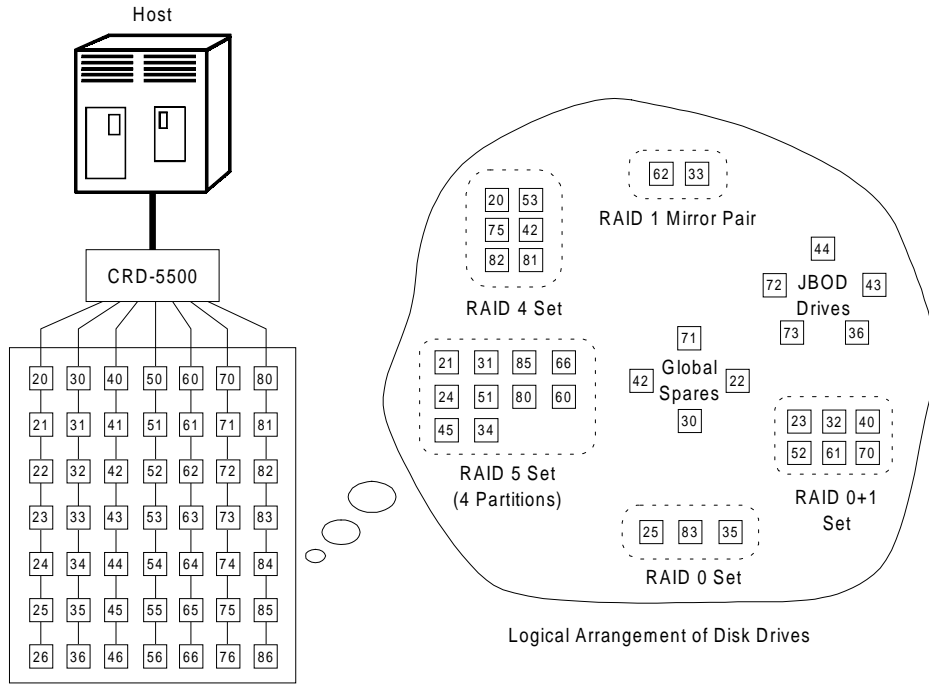 Host
CRD-5500
20 30 40 50 60 70 80
21 31 41 51 61 71 81
22 32 42 52 62 72 82
23 33 43 53 63 73 83
24 34 44 54 64 74 84
25 35 45 55 65 75 85
26 36 46 56 66 76 86
62 33
RAID 1 Mirror Pair
20 53
75 42
82 81
RAID 4 Set
44
72 JBOD 43
Drives
73 36
21 31 85 66
24 51 80 60
45 34
RAID 5 Set
(4 Partitions)
71
42 Global 22
Spares
30
23 32 40
52 61 70
RAID 0+1
Set
25 83 35
RAID 0 Set
Logical Arrangement of Disk Drives